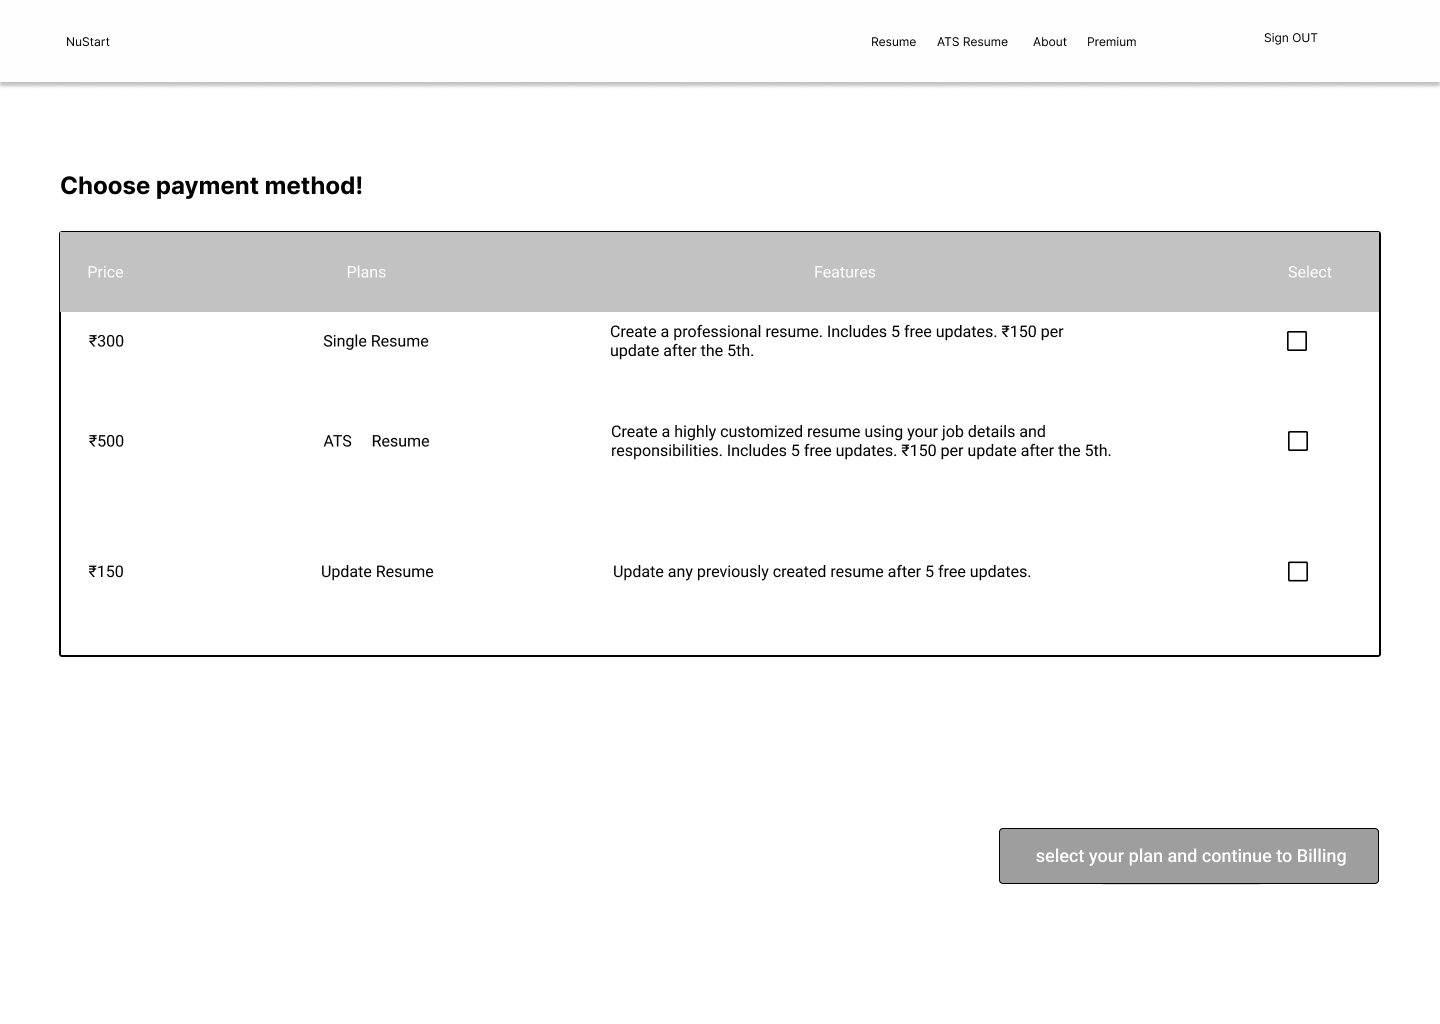 NuStart
Resume ATS Resume About Premium
Sign OUT
Choose payment method!
Price Plans Features Select
₹300 Single Resume Create a professional resume. Includes 5 free updates. ₹150 per
update after the 5th.
₹500 ATS Resume Create a highly customized resume using your job details and
responsibilities. Includes 5 free updates. ₹150 per update after the 5th.
₹150 Update Resume Update any previously created resume after 5 free updates.
select your plan and continue to Billing